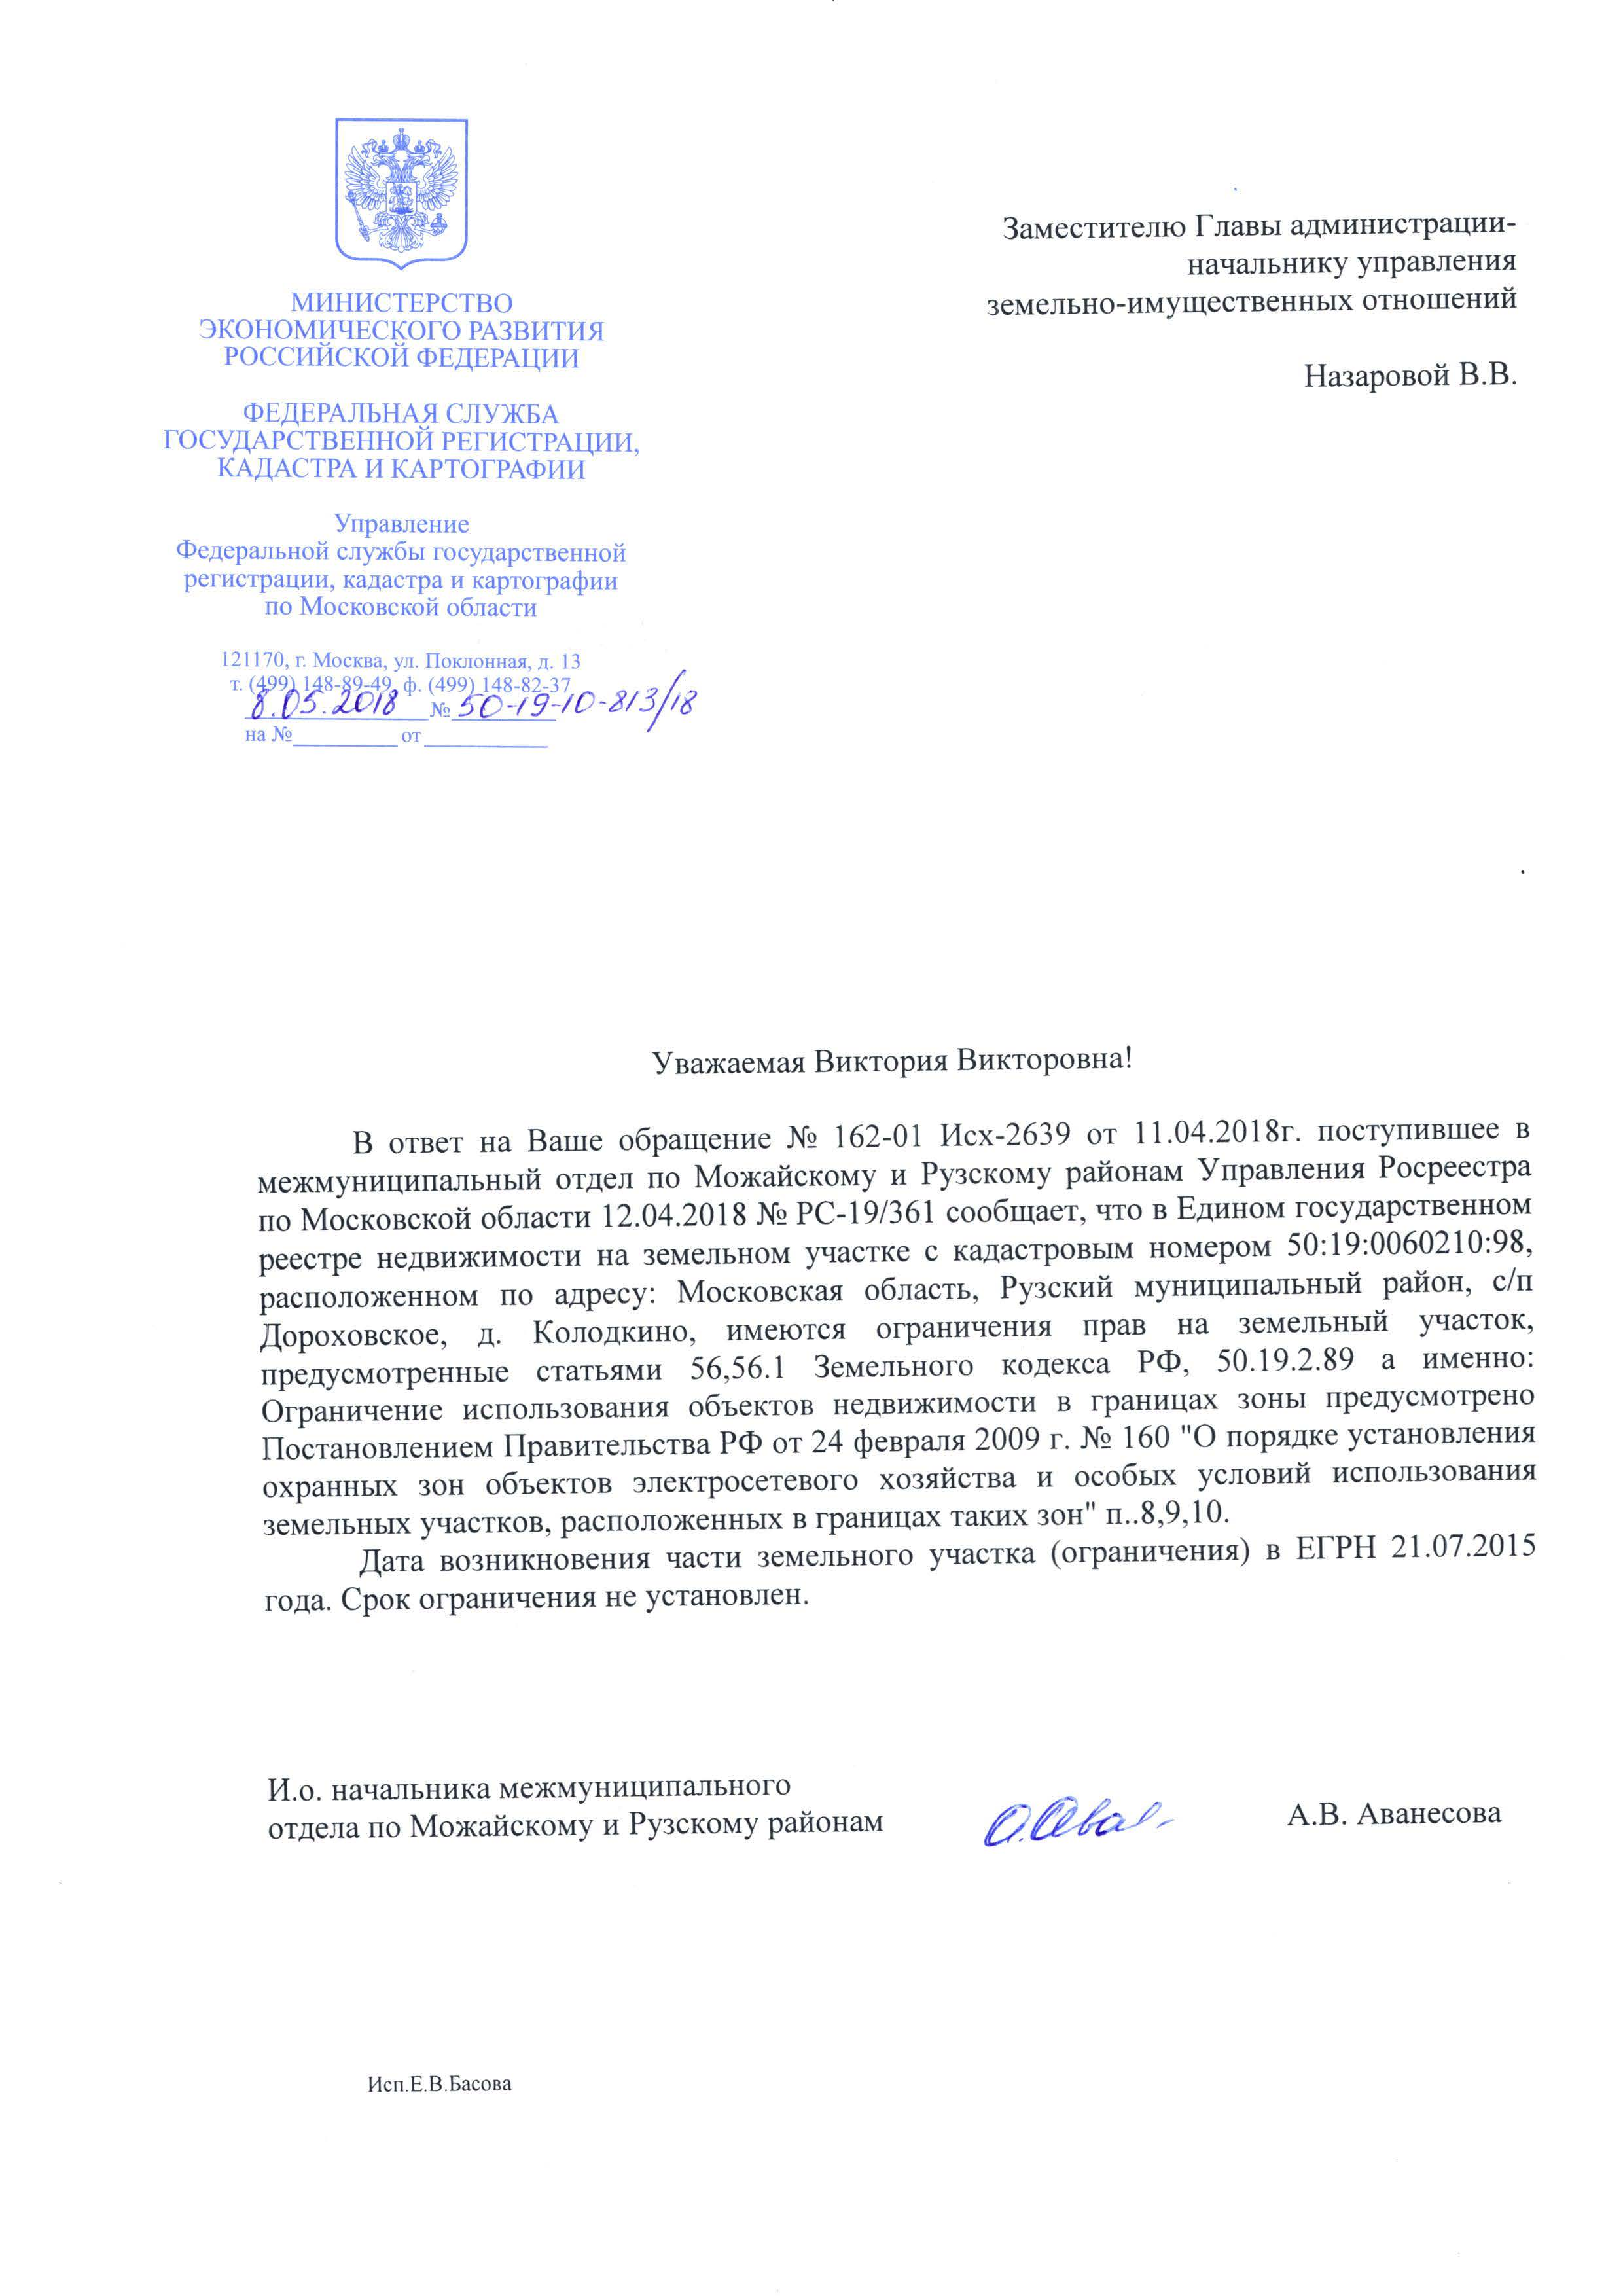 МИНИСТЕРСТВО
ЭКОНОМИЧЕСКОГО РАЗВИТИЯ
РОССИЙСКОЙ ФЕДЕРАЦИИ
ФЕДЕРАЛЬНАЯ СЛУЖБА
ГОСУДАРСТВЕННОЙ РЕГИСТРАЦИИ,
КАДАСТРА И КАРТОГРАФИИ
Управление
Федеральной службы государственной
регистрации, кадастра и картографии
по Московской области
121170, г. Москва, ул. Поклонная, д. 13
т. (499) 148-89-49, ф. (499) 148-82-37
8.05.2018 № 50-19-10-813/18
на №__________ от ___________
Заместителю Главы администрации-
начальнику управления
земельно-имущественных отношений
Назаровой В.В.
Уважаемая Виктория Викторовна!
В ответ на Ваше обращение № 162-01 Исх-2639 от 11.04.2018г. поступившее в
межмуниципальный отдел по Можайскому и Рузскому районам Управления Росреестра
по Московской области 12.04.2018 № РС-19/361 сообщает, что в Едином государственном
реестре недвижимости на земельном участке с кадастровым номером 50:19:0060210:98,
расположенном по адресу: Московская область, Рузский муниципальный район, с/п
Дороховское, д. Колодкино, имеются ограничения прав на земельный участок,
предусмотренные статьями 56,56.1 Земельного кодекса РФ, 50.19.2.89 а именно:
Ограничение использования объектов недвижимости в границах зоны предусмотрено
Постановлением Правительства РФ от 24 февраля 2009 г. № 160 "О порядке установления
охранных зон объектов электросетевого хозяйства и особых условий использования
земельных участков, расположенных в границах таких зон" п..8,9,10.
Дата возникновения части земельного участка (ограничения) в ЕГРН 21.07.2015
года. Срок ограничения не установлен.
И.о. начальника межмуниципального
отдела по Можайскому и Рузскому районам
А.В. Аванесова
Исп.Е.В.Басова